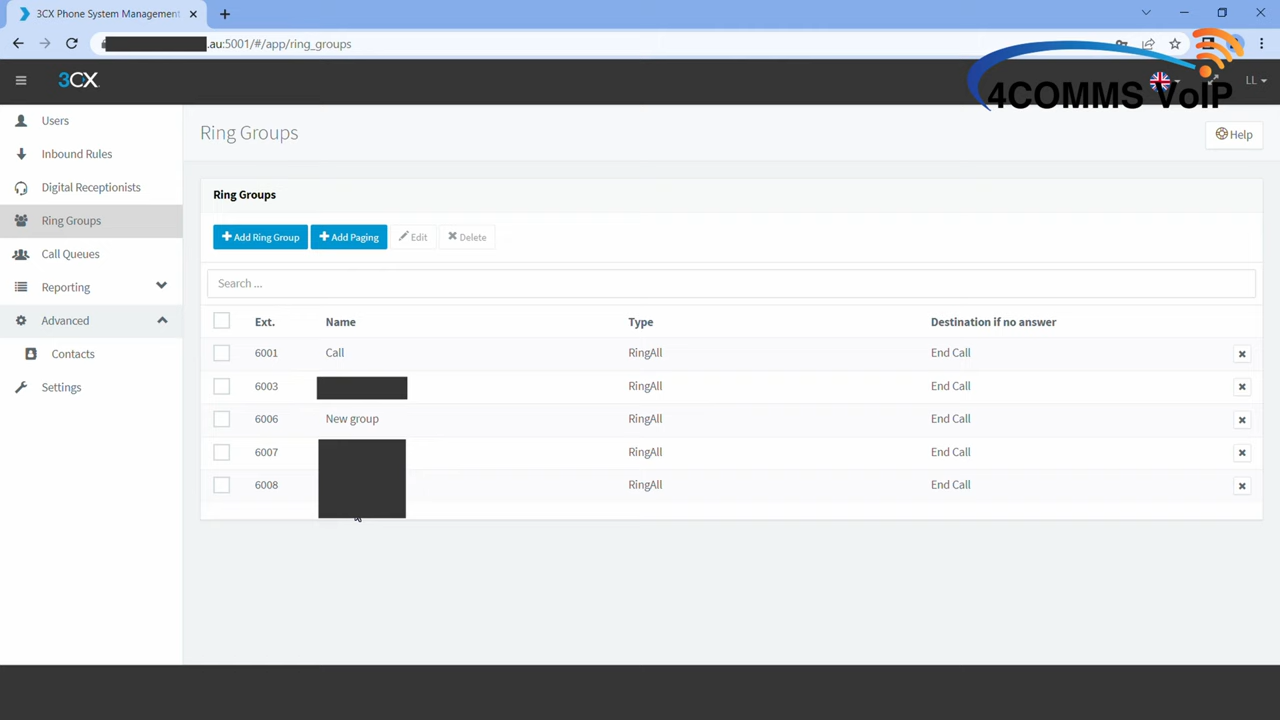 3CX Phone System Management
.au:5001/#/app/ring_groups
3CX
4COMMS VoIP
LL
Users
Inbound Rules
Digital Receptionists
Ring Groups
Call Queues
Reporting
Advanced
Contacts
Settings
Ring Groups
Help
Ring Groups
Add Ring Group
Add Paging
Edit
Delete
Search ...
Ext. Name Type Destination if no answer
6001 Call RingAll End Call
6003 RingAll End Call
6006 New group RingAll End Call
6007 RingAll End Call
6008 RingAll End Call